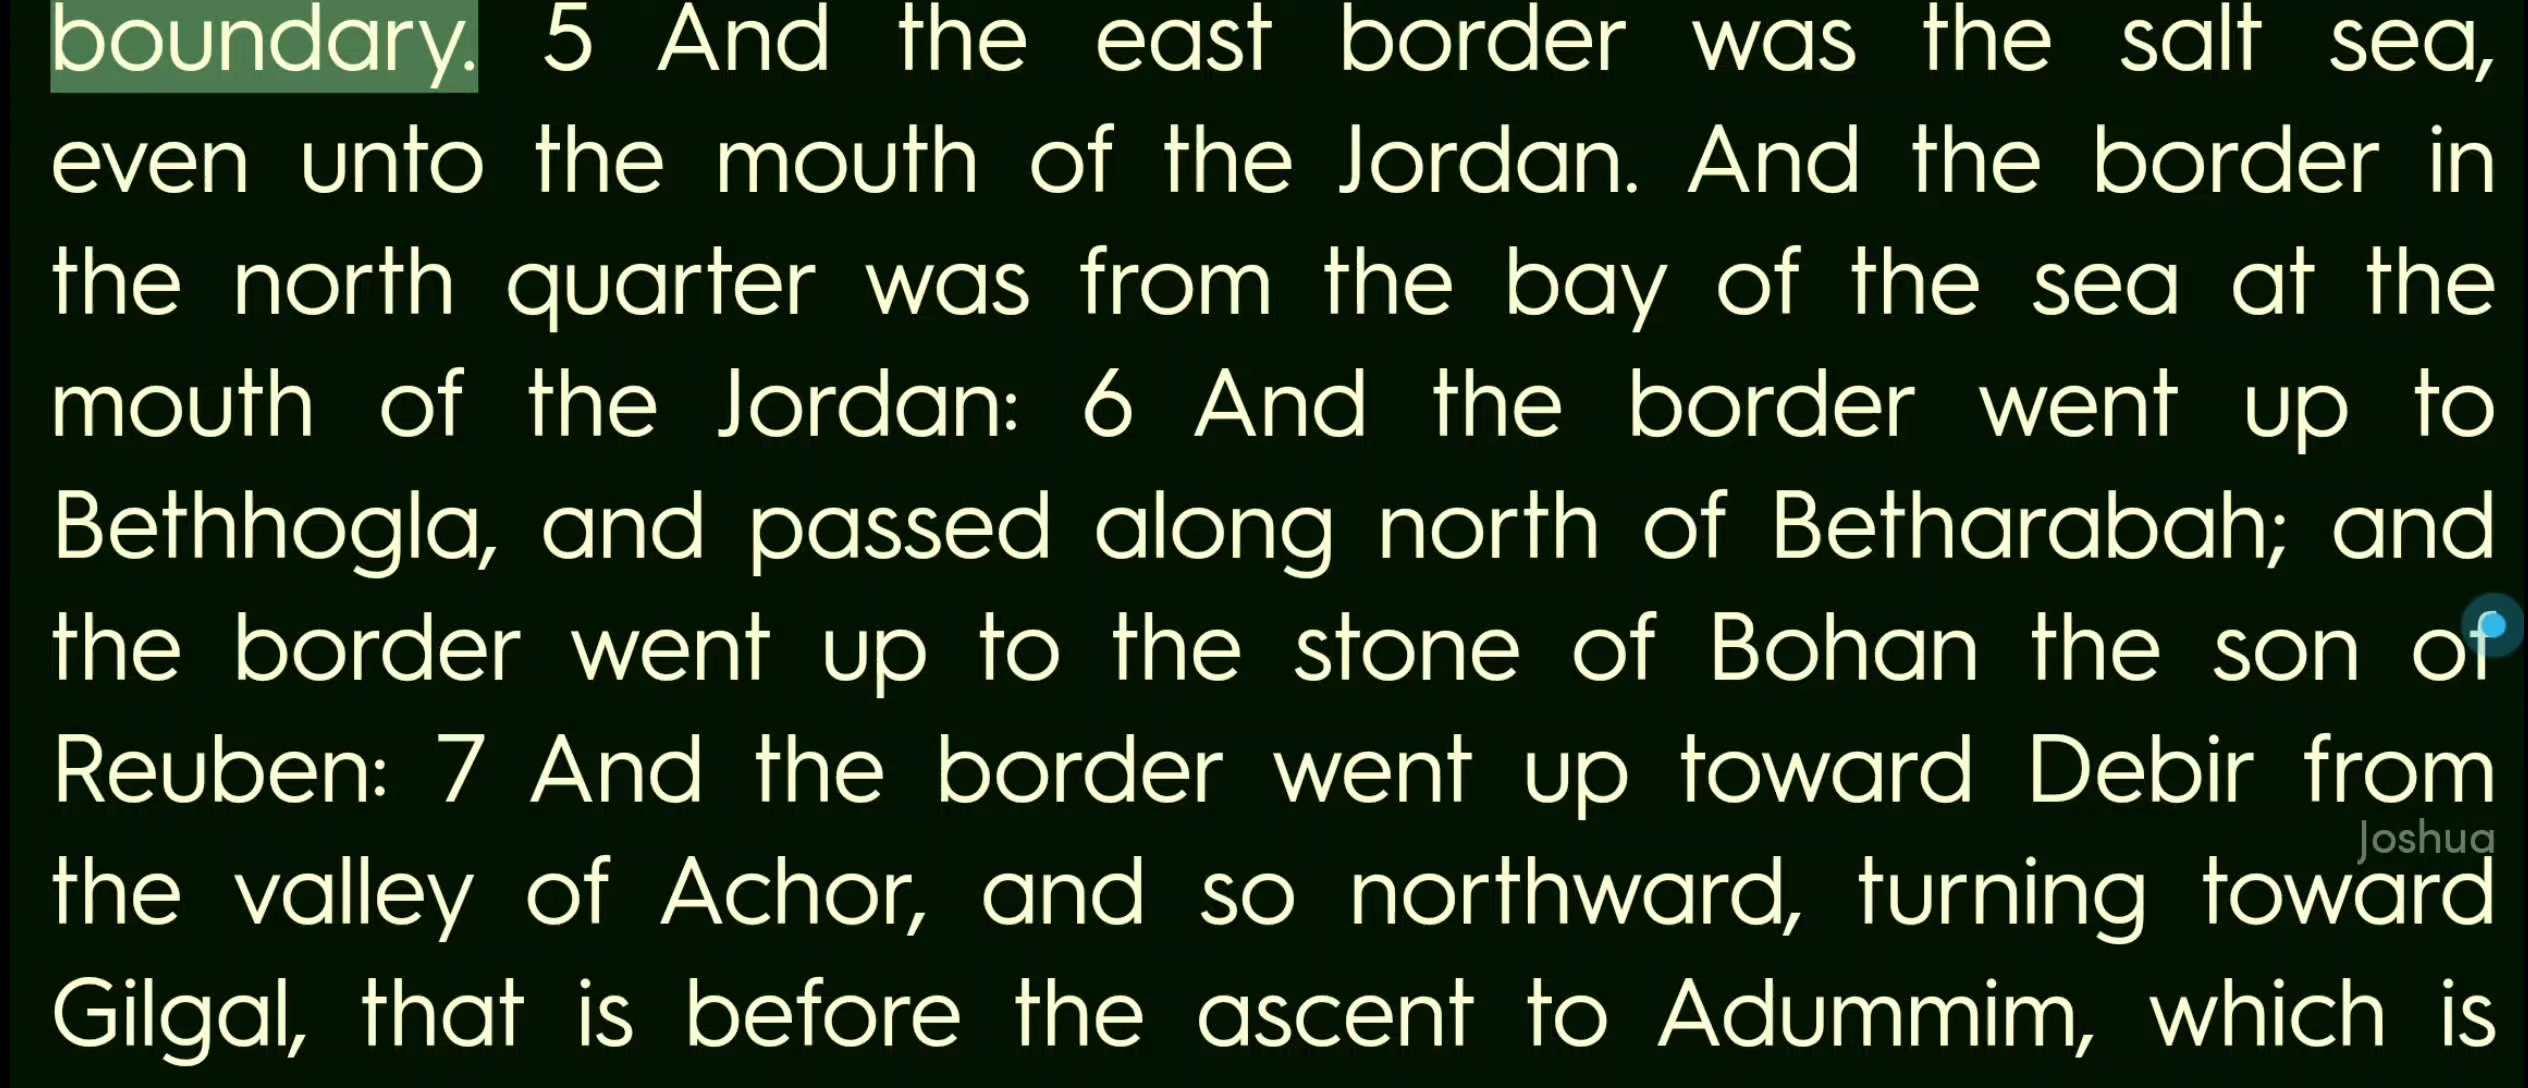 boundary. 5 And the east border was the salt sea,
even unto the mouth of the Jordan. And the border in
the north quarter was from the bay of the sea at the
mouth of the Jordan: 6 And the border went up to
Bethhogla, and passed along north of Betharabah; and
the border went up to the stone of Bohan the son of
Reuben: 7 And the border went up toward Debir from
Joshua
the valley of Achor, and so northward, turning toward
Gilgal, that is before the ascent to Adummim, which is